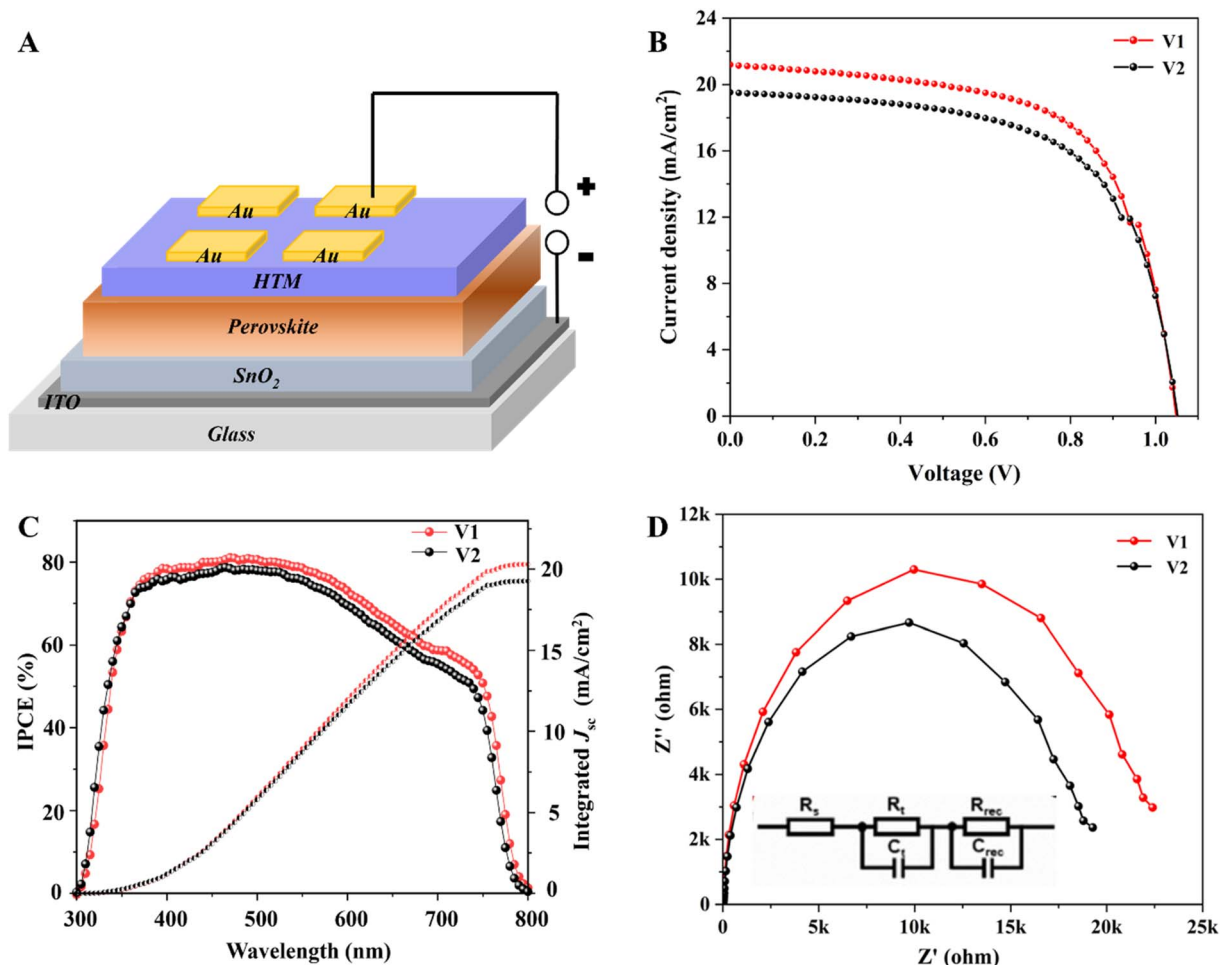 A
Au
Au
Au
Au
+
-
HTM
Perovskite
SnO₂
ITO
Glass
B
24
20
16
12
8
4
0
Current density (mA/cm²)
V1
V2
0.0
0.2
0.4
0.6
0.8
1.0
Voltage (V)
C
80
60
40
20
0
IPCE (%)
V1
V2
20
15
10
5
0
Integrated Jsc (mA/cm²)
300
400
500
600
700
800
Wavelength (nm)
D
12k
10k
8k
6k
4k
2k
0
Z'' (ohm)
V1
V2
Rs
Rt
Rrec
Ct
Crec
0
5k
10k
15k
20k
25k
Z' (ohm)